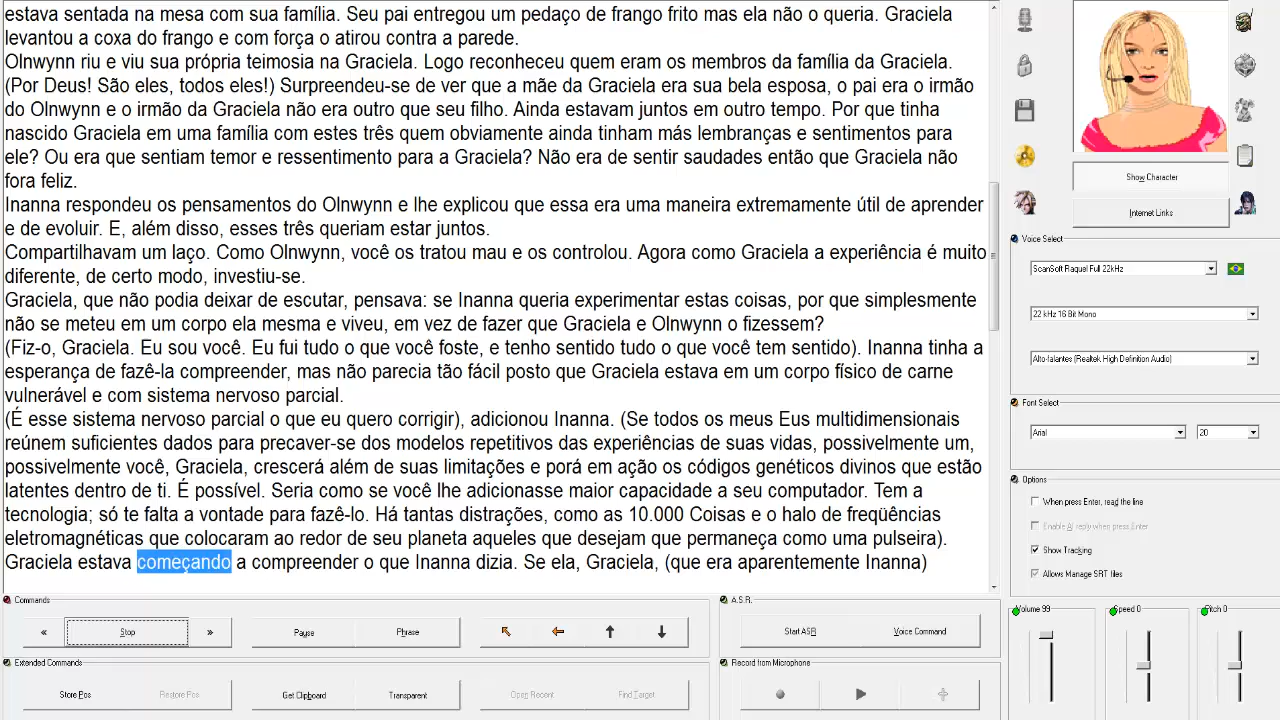 estava sentada na mesa com sua família. Seu pai entregou um pedaço de frango frito mas ela não o queria. Graciela
levantou a coxa do frango e com força o atirou contra a parede.
Olnwynn riu e viu sua própria teimosia na Graciela. Logo reconheceu quem eram os membros da família da Graciela.
(Por Deus! São eles, todos eles!) Surpreendeu-se de ver que a mãe da Graciela era sua bela esposa, o pai era o irmão
do Olnwynn e o irmão da Graciela não era outro que seu filho. Ainda estavam juntos em outro tempo. Por que tinha
nascido Graciela em uma família com estes três quem obviamente ainda tinham más lembranças e sentimentos para
ele? Ou era que sentiam temor e ressentimento para a Graciela? Não era de sentir saudades então que Graciela não
fora feliz.
Inanna respondeu os pensamentos do Olnwynn e lhe explicou que essa era uma maneira extremamente útil de aprender
e de evoluir. E, além disso, esses três queriam estar juntos.
Compartilhavam um laço. Como Olnwynn, você os tratou mau e os controlou. Agora como Graciela a experiência é muito
diferente, de certo modo, investiu-se.
Graciela, que não podia deixar de escutar, pensava: se Inanna queria experimentar estas coisas, por que simplesmente
não se meteu em um corpo ela mesma e viveu, em vez de fazer que Graciela e Olnwynn o fizessem?
(Fiz-o, Graciela. Eu sou você. Eu fui tudo o que você foste, e tenho sentido tudo o que você tem sentido). Inanna tinha a
esperança de fazê-la compreender, mas não parecia tão fácil posto que Graciela estava em um corpo físico de carne
vulnerável e com sistema nervoso parcial.
(É esse sistema nervoso parcial o que eu quero corrigir), adicionou Inanna. (Se todos os meus Eus multidimensionais
reúnem suficientes dados para precaver-se dos modelos repetitivos das experiências de suas vidas, possivelmente um,
possivelmente você, Graciela, crescerá além de suas limitações e porá em ação os códigos genéticos divinos que estão
latentes dentro de ti. É possível. Seria como se você lhe adicionasse maior capacidade a seu computador. Tem a
tecnologia; só te falta a vontade para fazê-lo. Há tantas distrações, como as 10.000 Coisas e o halo de freqüências
eletromagnéticas que colocaram ao redor de seu planeta aqueles que desejam que permaneça como uma pulseira).
Graciela estava começando a compreender o que Inanna dizia. Se ela, Graciela, (que era aparentemente Inanna)
Show Character
Internet Links
Voice Select
ScanSoft Raquel Full 22kHz
22 kHz 16 Bit Mono
Alto-falantes (Realtek High Definition Audio)
Font Select
Arial 20
Options
When press Enter, read the line
Enable AI reply when press Enter
Show Tracking
Allows Manage SRT files
Commands
« Stop » Pause Phrase
A.S.R.
Start ASR Voice Command
Volume 99 Speed 0 Pitch 0
Extended Commands
Store Pos Restore Pos Get Clipboard Transparent Open Recent Find Target
Record from Microphone